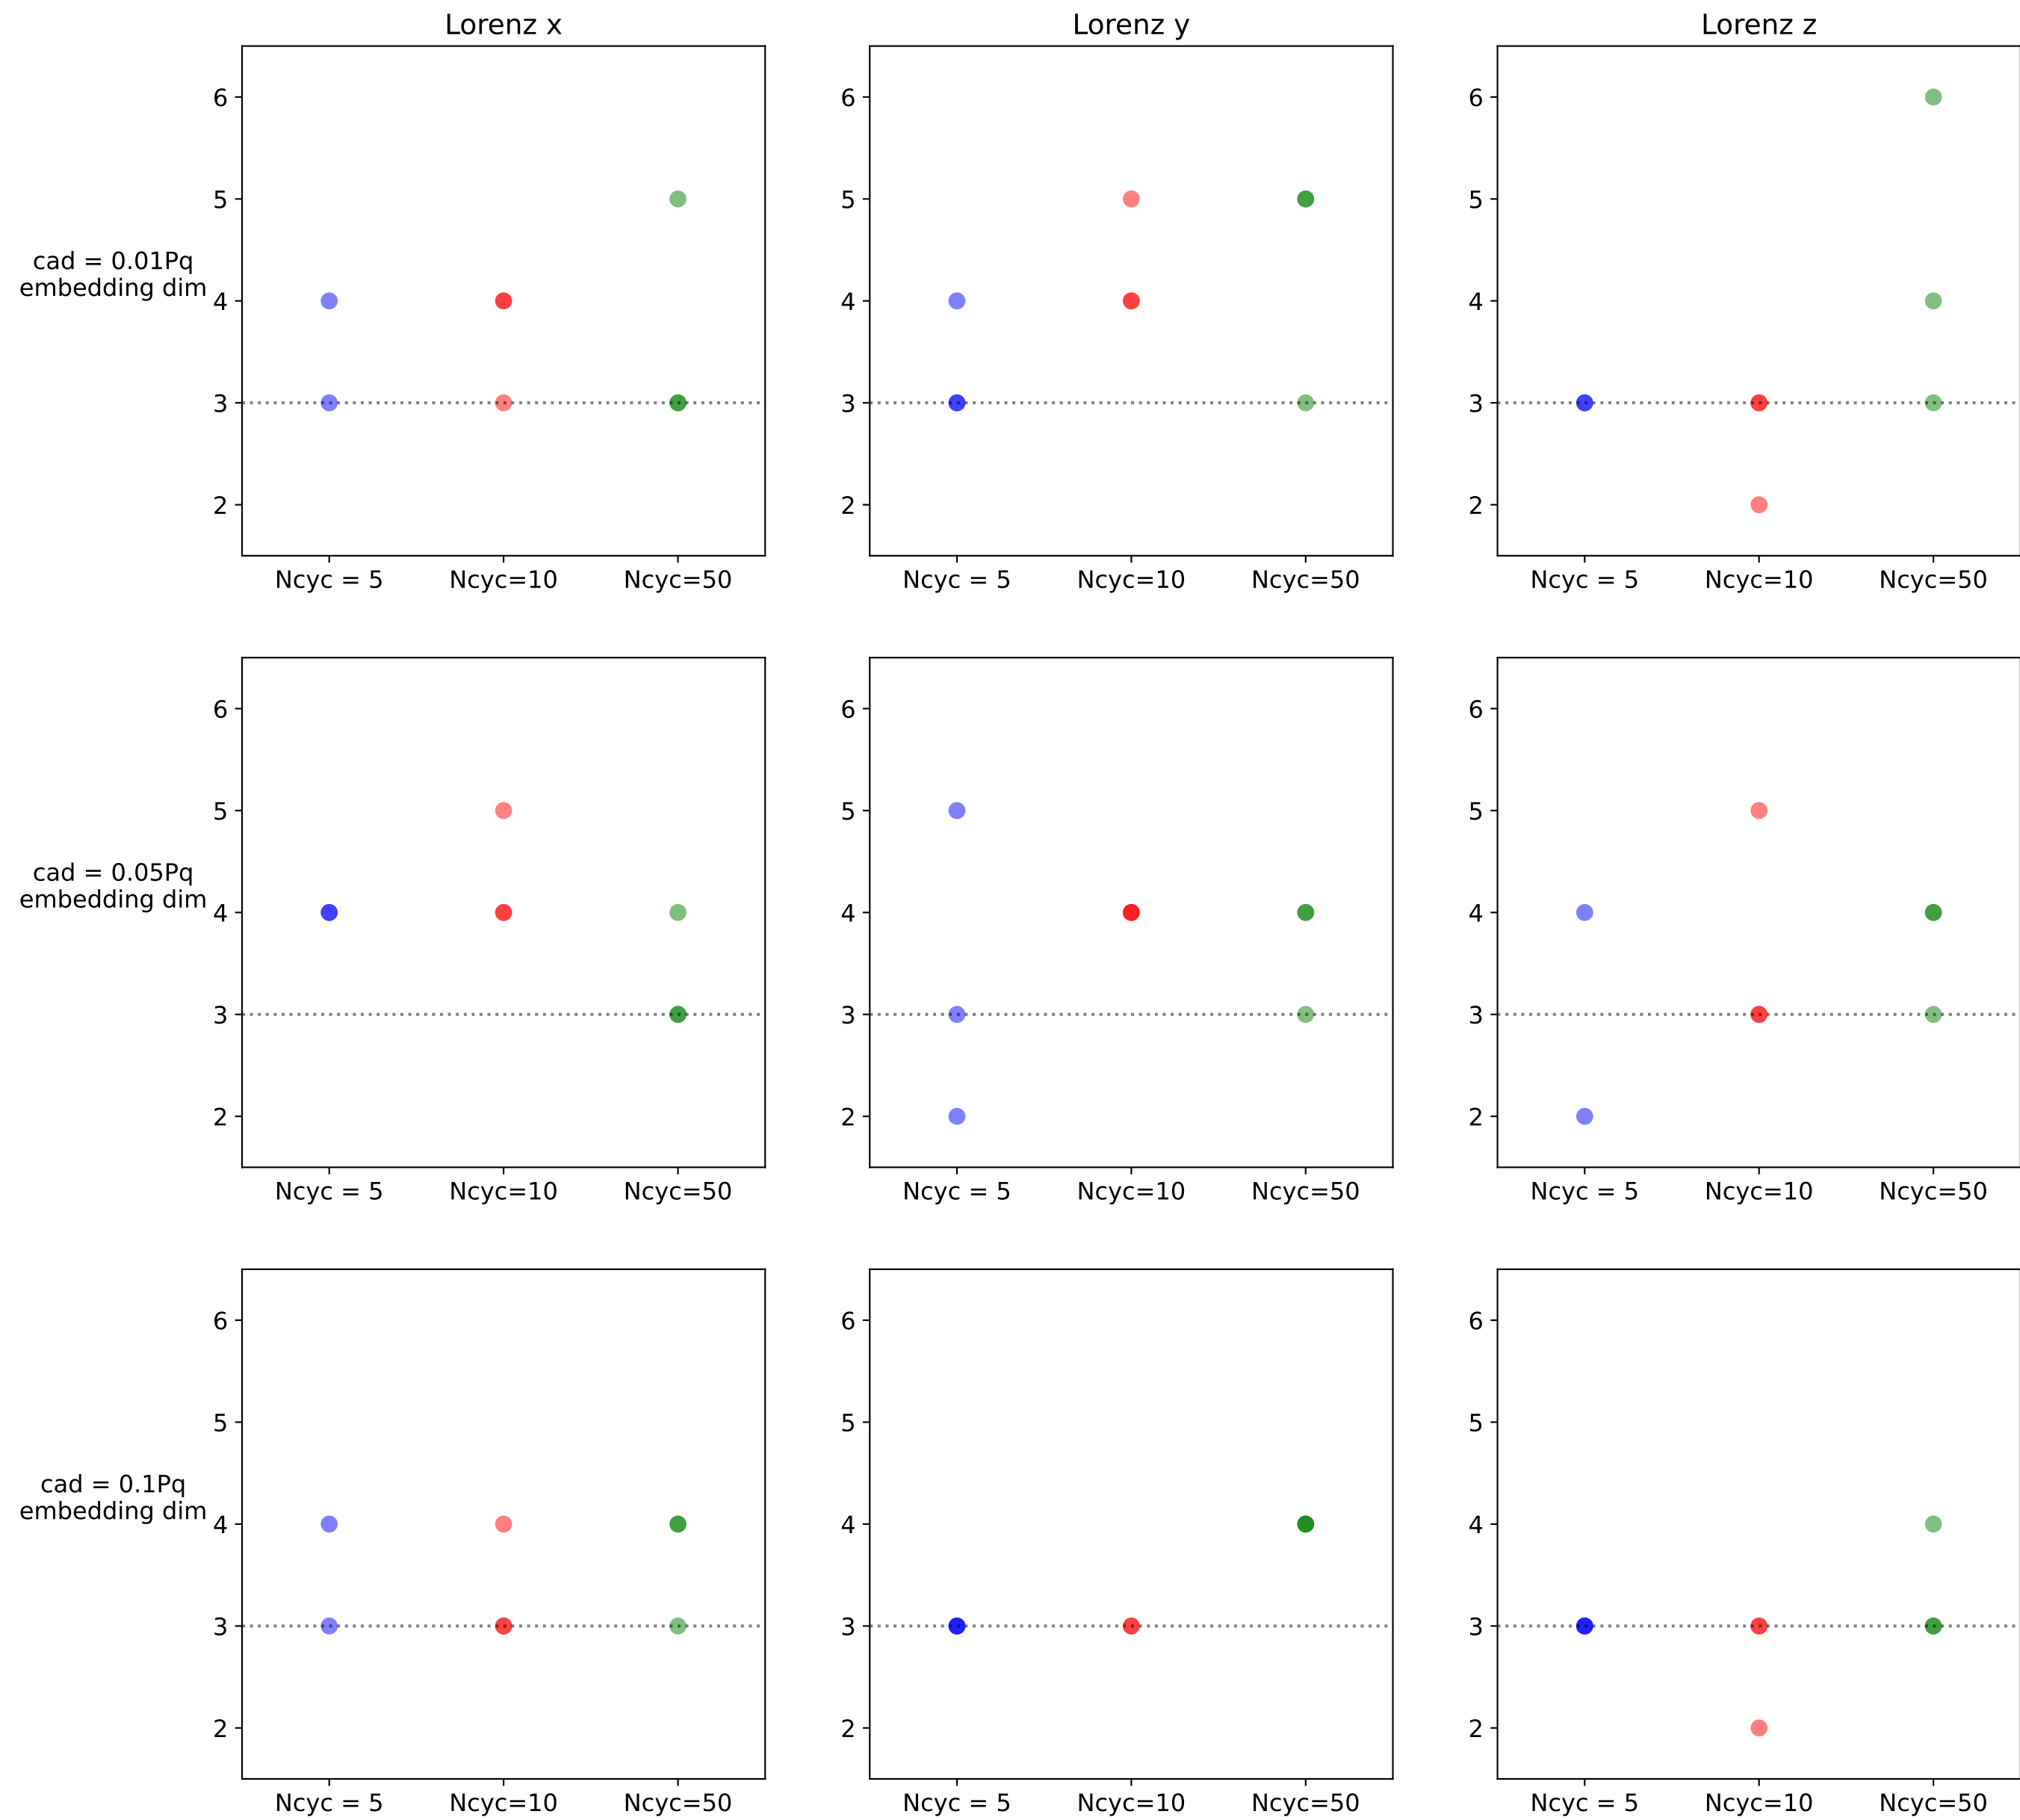 Lorenz x
Lorenz y
Lorenz z
cad = 0.01Pq
embedding dim
6
5
4
3
2
Ncyc = 5
Ncyc=10
Ncyc=50
6
5
4
3
2
Ncyc = 5
Ncyc=10
Ncyc=50
6
5
4
3
2
Ncyc = 5
Ncyc=10
Ncyc=50
cad = 0.05Pq
embedding dim
6
5
4
3
2
Ncyc = 5
Ncyc=10
Ncyc=50
6
5
4
3
2
Ncyc = 5
Ncyc=10
Ncyc=50
6
5
4
3
2
Ncyc = 5
Ncyc=10
Ncyc=50
cad = 0.1Pq
embedding dim
6
5
4
3
2
Ncyc = 5
Ncyc=10
Ncyc=50
6
5
4
3
2
Ncyc = 5
Ncyc=10
Ncyc=50
6
5
4
3
2
Ncyc = 5
Ncyc=10
Ncyc=50